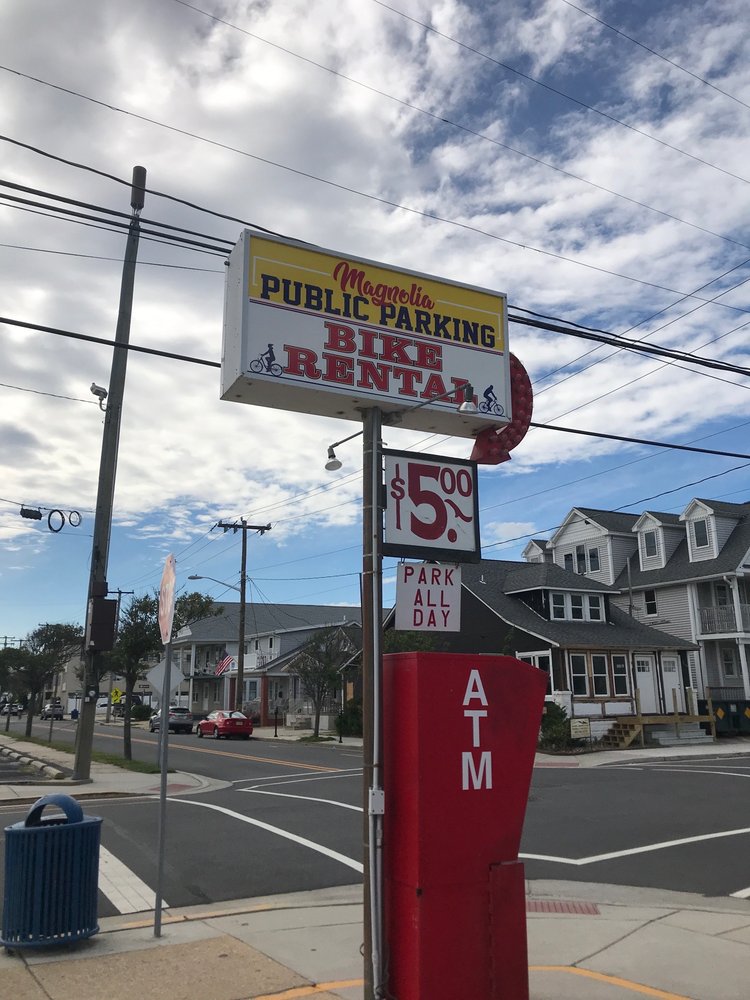 Magnolia
PUBLIC PARKING
BIKE
RENTAL
$5.00
PARK
ALL
DAY
ATM